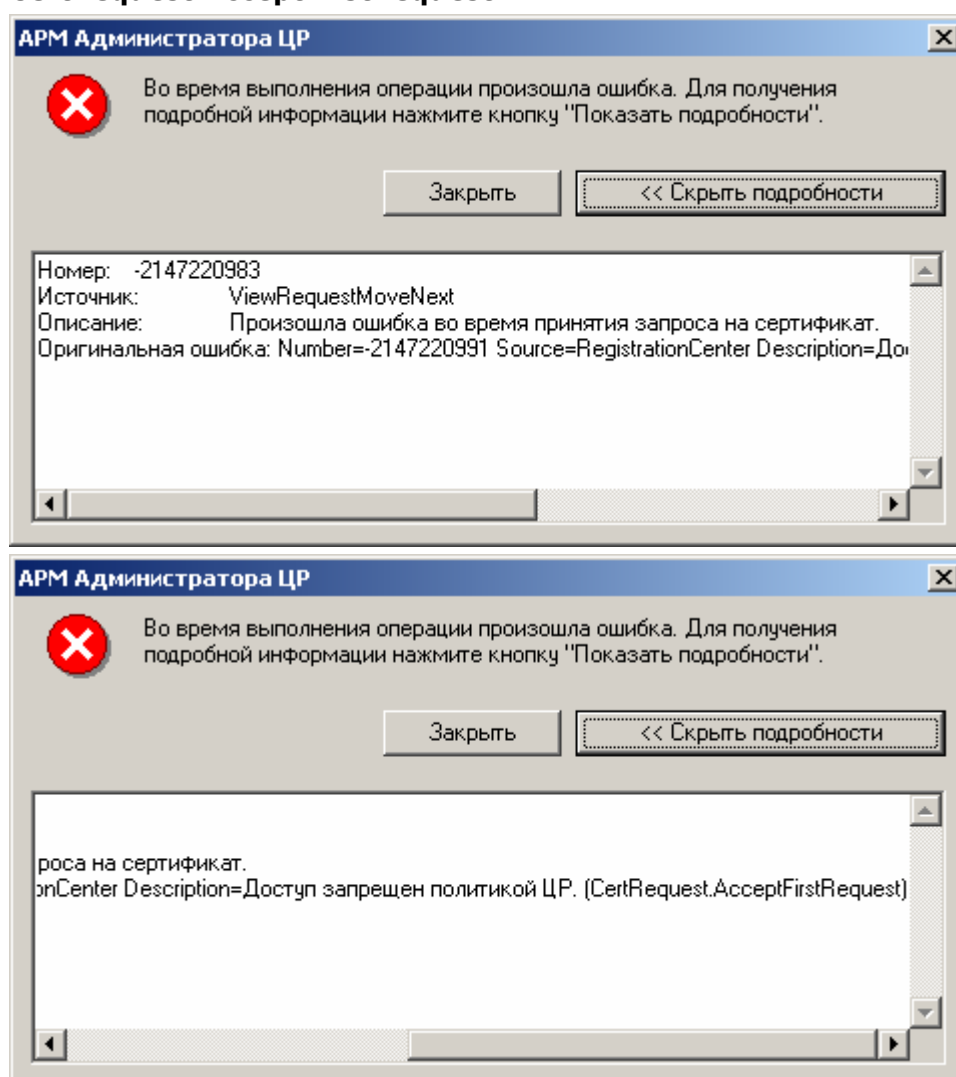 АРМ Администратора ЦР
Во время выполнения операции произошла ошибка. Для получения
подробной информации нажмите кнопку "Показать подробности".
Закрыть
<< Скрыть подробности
Номер: -2147220983
Источник: ViewRequestMoveNext
Описание: Произошла ошибка во время принятия запроса на сертификат.
Оригинальная ошибка: Number=-2147220991 Source=RegistrationCenter Description=До
АРМ Администратора ЦР
Во время выполнения операции произошла ошибка. Для получения
подробной информации нажмите кнопку "Показать подробности".
Закрыть
<< Скрыть подробности
роса на сертификат.
onCenter Description=Доступ запрещен политикой ЦР. (CertRequest.AcceptFirstRequest)